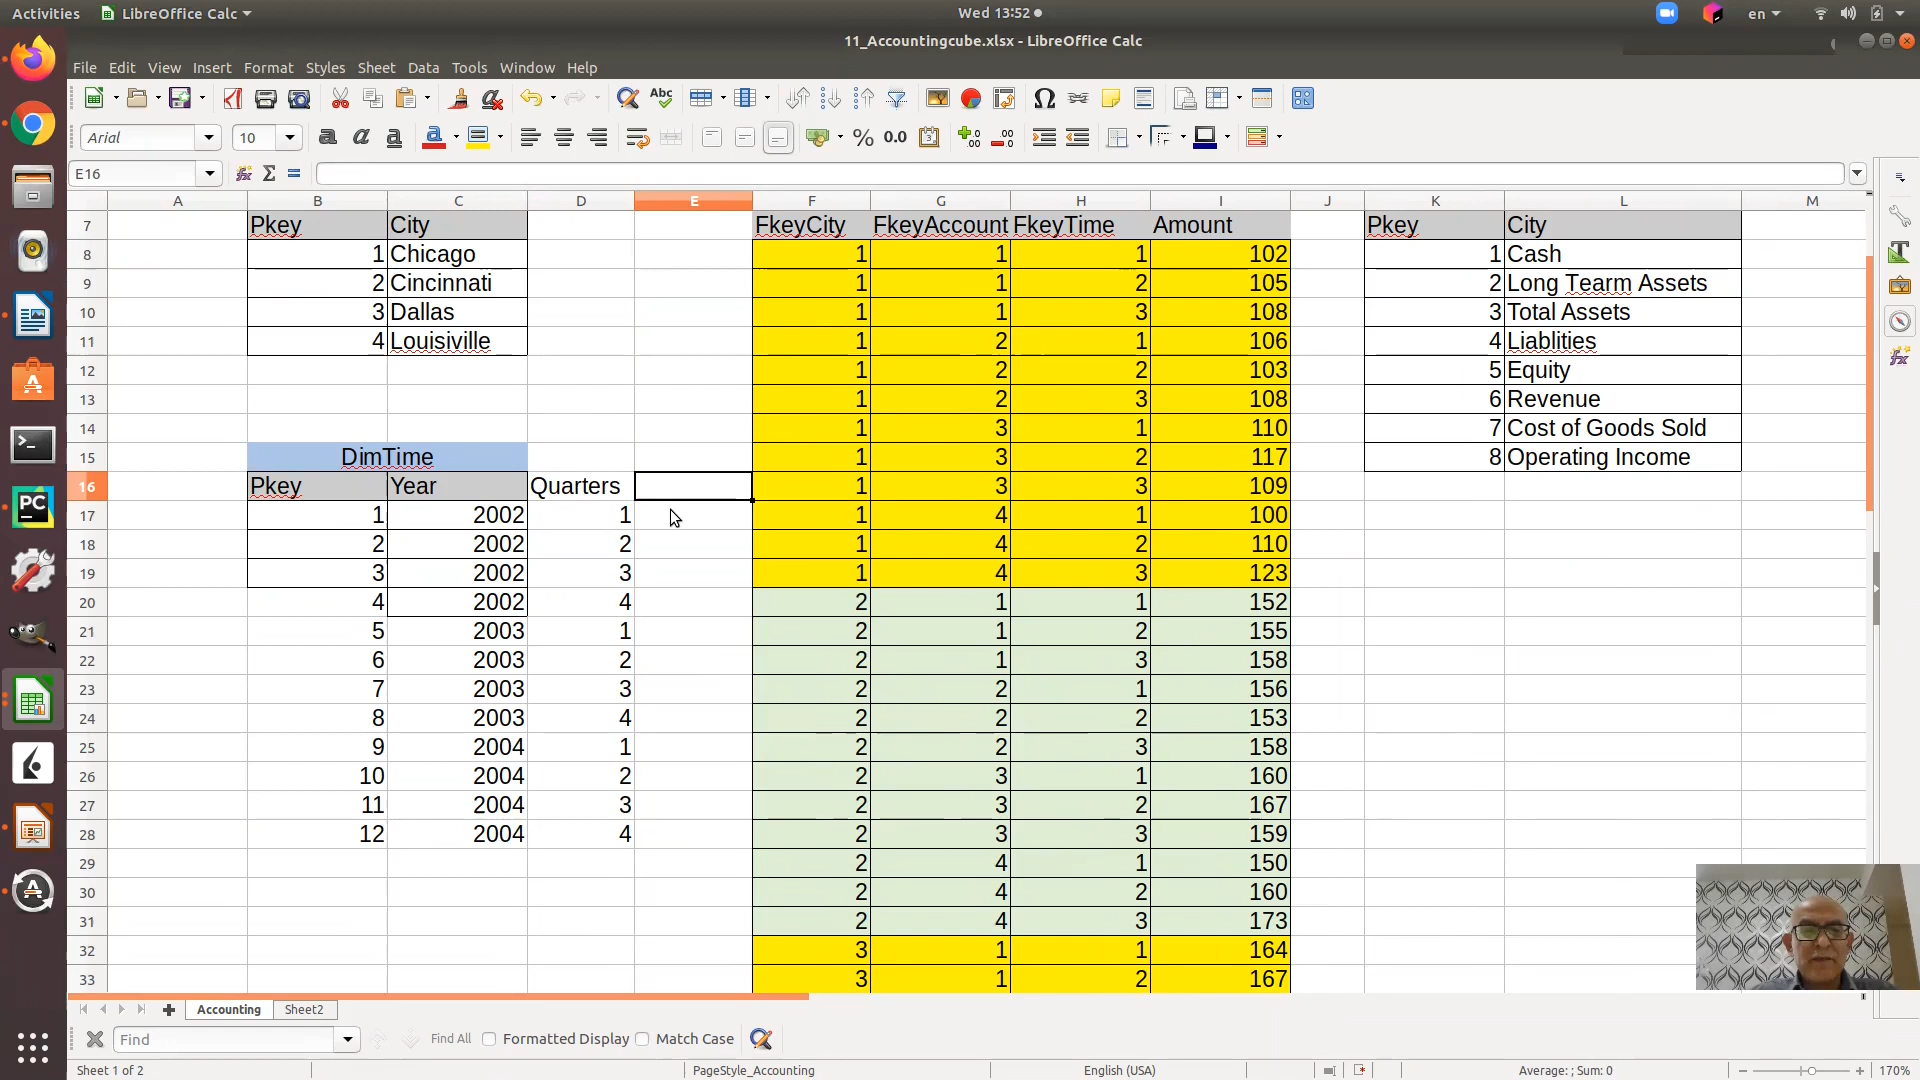 Activities LibreOffice Calc Wed 13:52 en
11_Accountingcube.xlsx - LibreOffice Calc
File Edit View Insert Format Styles Sheet Data Tools Window Help
Arial 10
E16
A B C D E F G H I J K L M
7 Pkey City FkeyCity FkeyAccount FkeyTime Amount Pkey City
8 1 Chicago 1 1 1 102 1 Cash
9 2 Cincinnati 1 1 2 105 2 Long Tearm Assets
10 3 Dallas 1 1 3 108 3 Total Assets
11 4 Louisiville 1 2 1 106 4 Liablities
12 1 2 2 103 5 Equity
13 1 2 3 108 6 Revenue
14 1 3 1 110 7 Cost of Goods Sold
15 DimTime 1 3 2 117 8 Operating Income
16 Pkey Year Quarters 1 3 3 109
17 1 2002 1 1 4 1 100
18 2 2002 2 1 4 2 110
19 3 2002 3 1 4 3 123
20 4 2002 4 2 1 1 152
21 5 2003 1 2 1 2 155
22 6 2003 2 2 1 3 158
23 7 2003 3 2 2 1 156
24 8 2003 4 2 2 2 153
25 9 2004 1 2 2 3 158
26 10 2004 2 2 3 1 160
27 11 2004 3 2 3 2 167
28 12 2004 4 2 3 3 159
29 2 4 1 150
30 2 4 2 160
31 2 4 3 173
32 3 1 1 164
33 3 1 2 167
Accounting Sheet2
Find Find All Formatted Display Match Case
Sheet 1 of 2 PageStyle_Accounting English (USA) Average: ; Sum: 0 170%